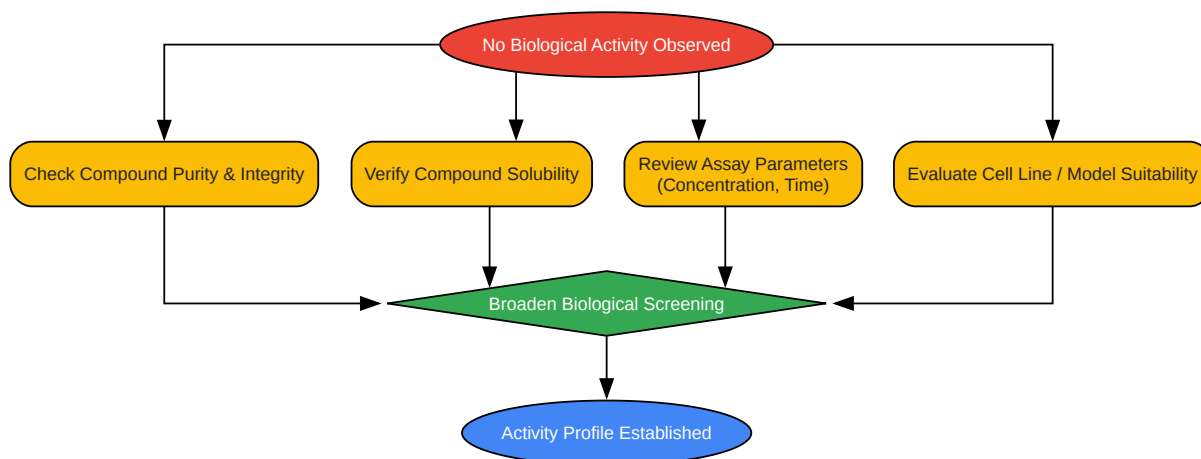 No Biological Activity Observed
Check Compound Purity & Integrity
Verify Compound Solubility
Review Assay Parameters
(Concentration, Time)
Evaluate Cell Line / Model Suitability
Broaden Biological Screening
Activity Profile Established